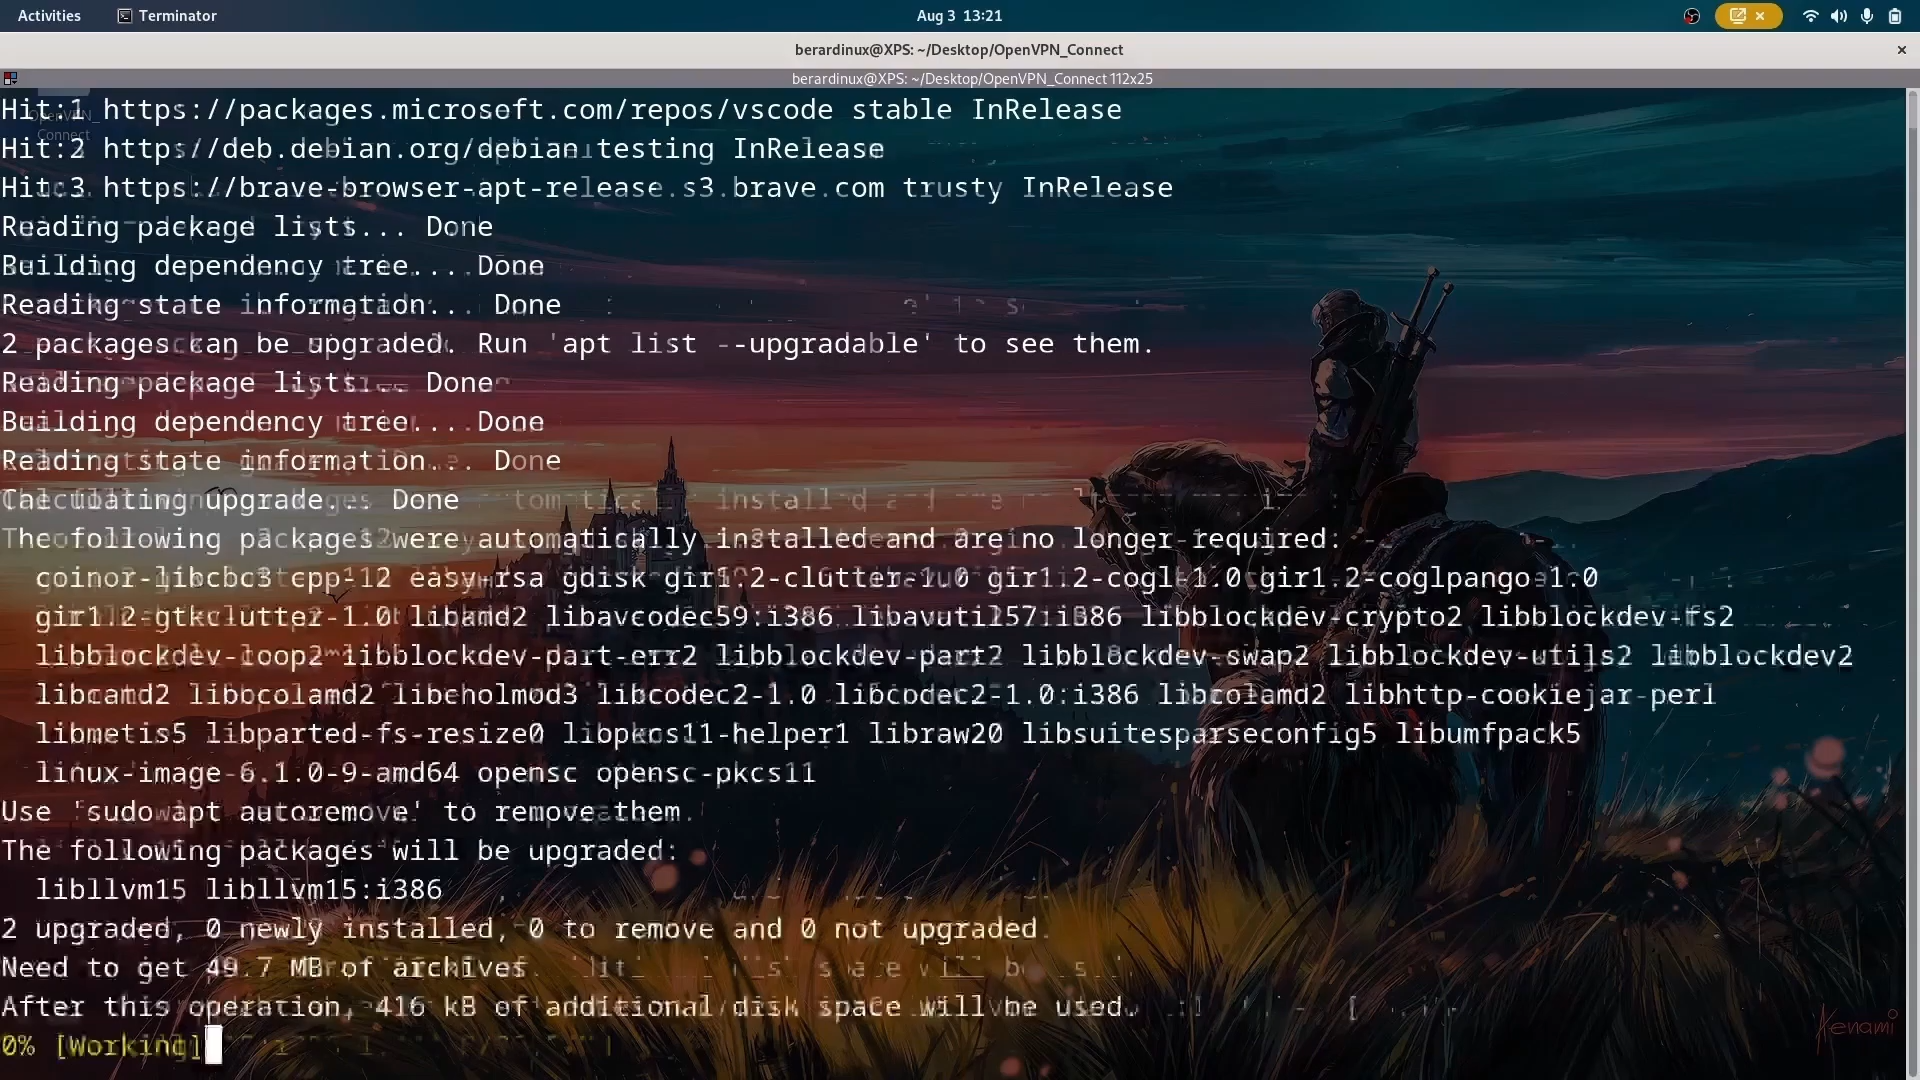 Activities
Terminator
Aug 3 13:21
berardinux@XPS: ~/Desktop/OpenVPN_Connect
berardinux@XPS: ~/Desktop/OpenVPN_Connect 112x25
OpenVPN_
Connect
Hit:1 https://packages.microsoft.com/repos/vscode stable InRelease
Hit:2 https://deb.debian.org/debian testing InRelease
Hit:3 https://brave-browser-apt-release.s3.brave.com trusty InRelease
Reading package lists... Done
Building dependency tree... Done
Reading state information... Done
2 packages can be upgraded. Run 'apt list --upgradable' to see them.
Reading package lists... Done
Building dependency tree... Done
Reading state information... Done
Calculating upgrade... Done
The following packages were automatically installed and are no longer required:
coinor-libcbc3 cpp-12 easy-rsa gdisk gir1.2-clutter-1.0 gir1.2-cogl-1.0 gir1.2-coglpango-1.0
gir1.2-gtkclutter-1.0 libamd2 libavcodec59:i386 libavutil57:i386 libblockdev-crypto2 libblockdev-fs2
libblockdev-loop2 libblockdev-part-err2 libblockdev-part2 libblockdev-swap2 libblockdev-utils2 libblockdev2
libcamd2 libccolamd2 libcholmod3 libcodec2-1.0 libcodec2-1.0:i386 libcolamd2 libhttp-cookiejar-perl
libmetis5 libparted-fs-resize0 libpkcs11-helper1 libraw20 libsuitesparseconfig5 libumfpack5
linux-image-6.1.0-9-amd64 opensc opensc-pkcs11
Use 'sudo apt autoremove' to remove them.
The following packages will be upgraded:
libllvm15 libllvm15:i386
2 upgraded, 0 newly installed, 0 to remove and 0 not upgraded.
Need to get 49.7 MB of archives.
After this operation, 416 kB of additional disk space will be used.
0% [Working]
Xenami